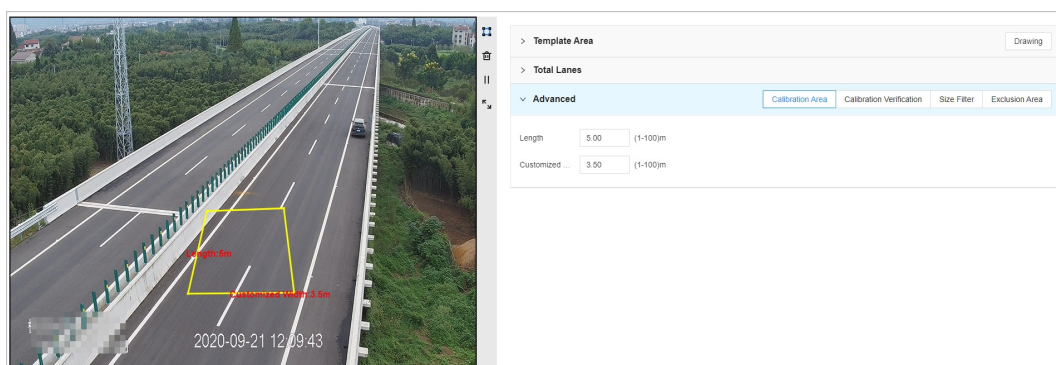 Length:5m
Customized Width:3.5m
2020-09-21 12:09:43
Template Area
Drawing
Total Lanes
Advanced
Calibration Area
Calibration Verification
Size Filter
Exclusion Area
Length
5.00
(1-100)m
Customized ...
3.50
(1-100)m